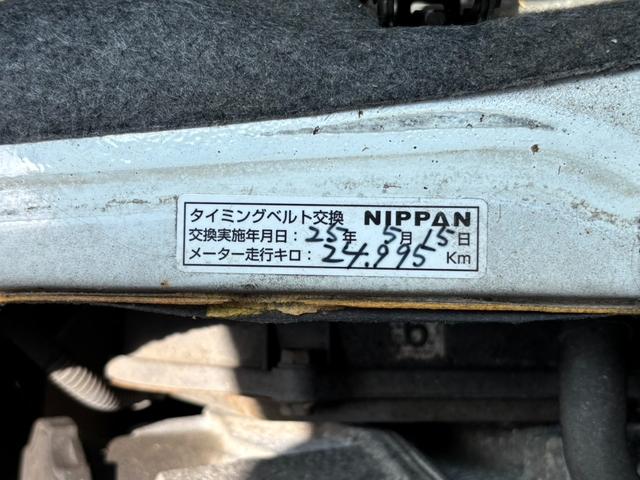 タイミングベルト交換 NIPPAN
交換実施年月日：25年 5月 15日
メーター走行キロ：24.995 Km
6